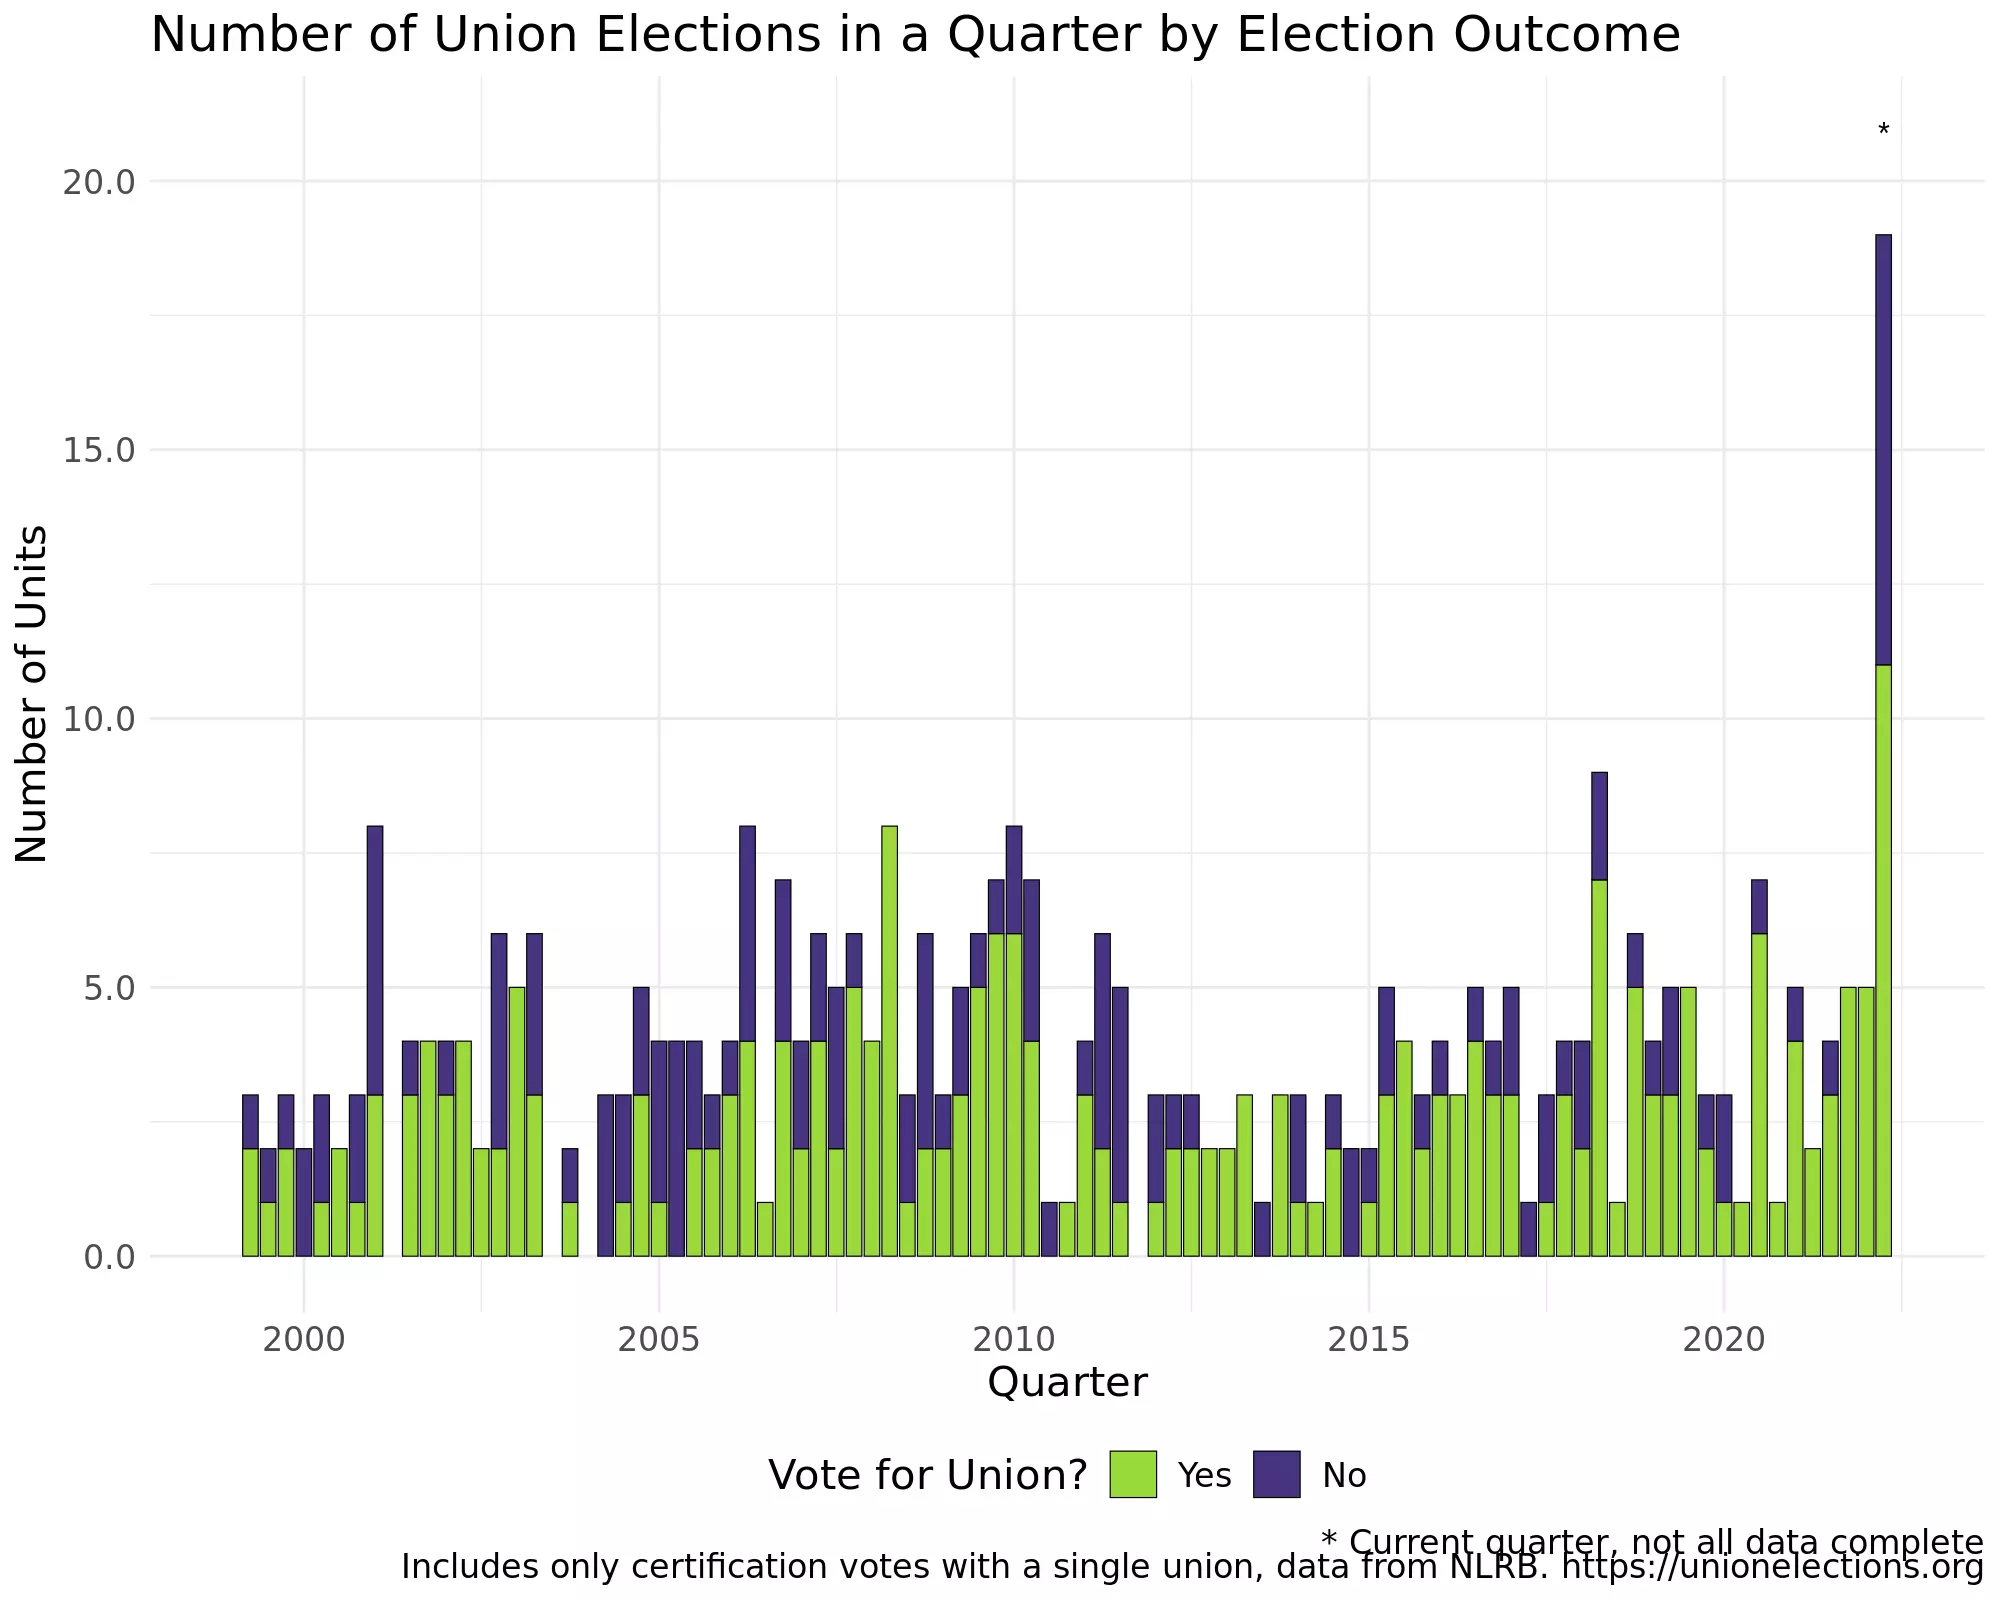 Number of Union Elections in a Quarter by Election Outcome
*
20.0
15.0
10.0
5.0
0.0
Number of Units
2000 2005 2010 2015 2020
Quarter
Vote for Union? Yes No
* Current quarter, not all data complete
Includes only certification votes with a single union, data from NLRB. https://unionelections.org